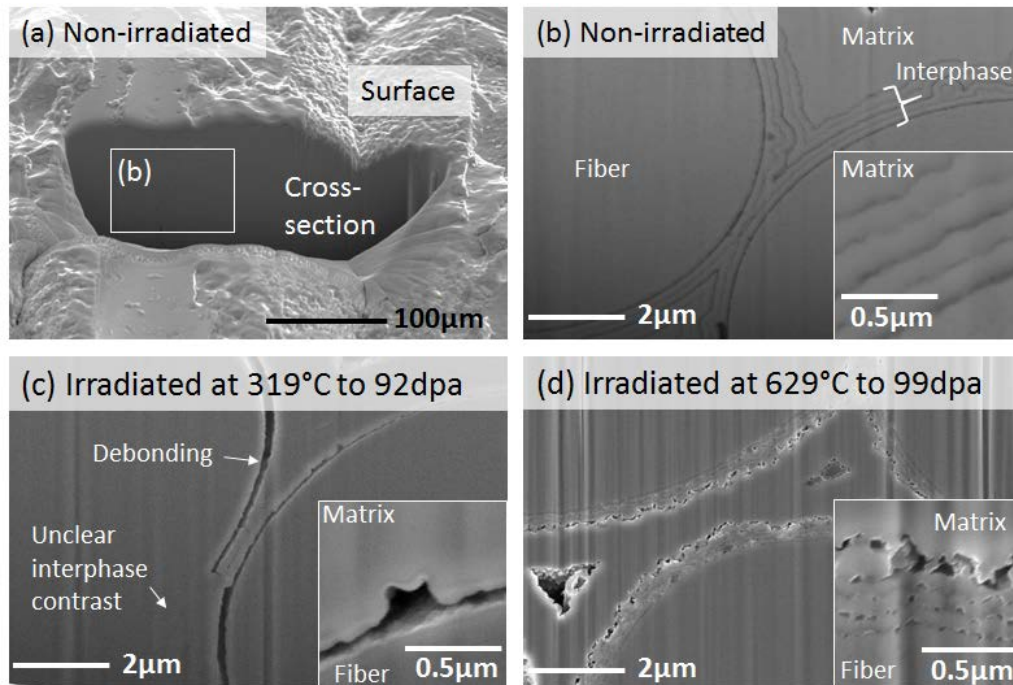 (a) Non-irradiated
Surface
(b)
Cross-
section
100μm
(b) Non-irradiated
Matrix
Interphase
Fiber
Matrix
2μm
0.5μm
(c) Irradiated at 319°C to 92dpa
Debonding
Unclear
interphase
contrast
Matrix
2μm
Fiber
0.5μm
(d) Irradiated at 629°C to 99dpa
Matrix
2μm
Fiber
0.5μm